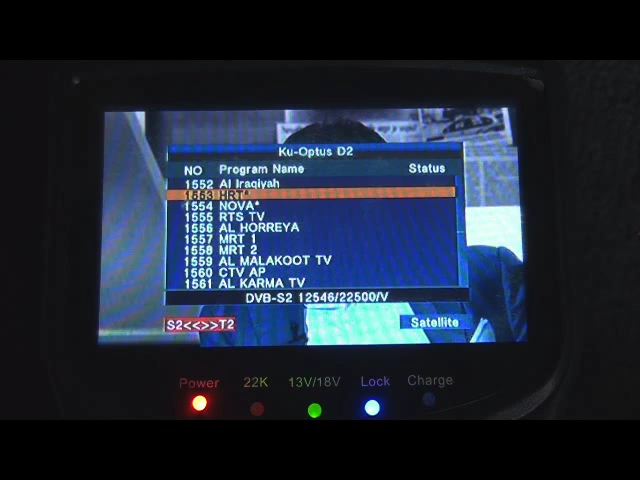 Ku-Optus D2
NO Program Name Status
1552 Al Iraqiyah
1553 HRT*
1554 NOVA*
1555 RTS TV
1556 AL HORREYA
1557 MRT 1
1558 MRT 2
1559 AL MALAKOOT TV
1560 CTV AP
1561 AL KARMA TV
DVB-S2 12546/22500/V
S2<<>>T2 Satellite
Power 22K 13V/18V Lock Charge